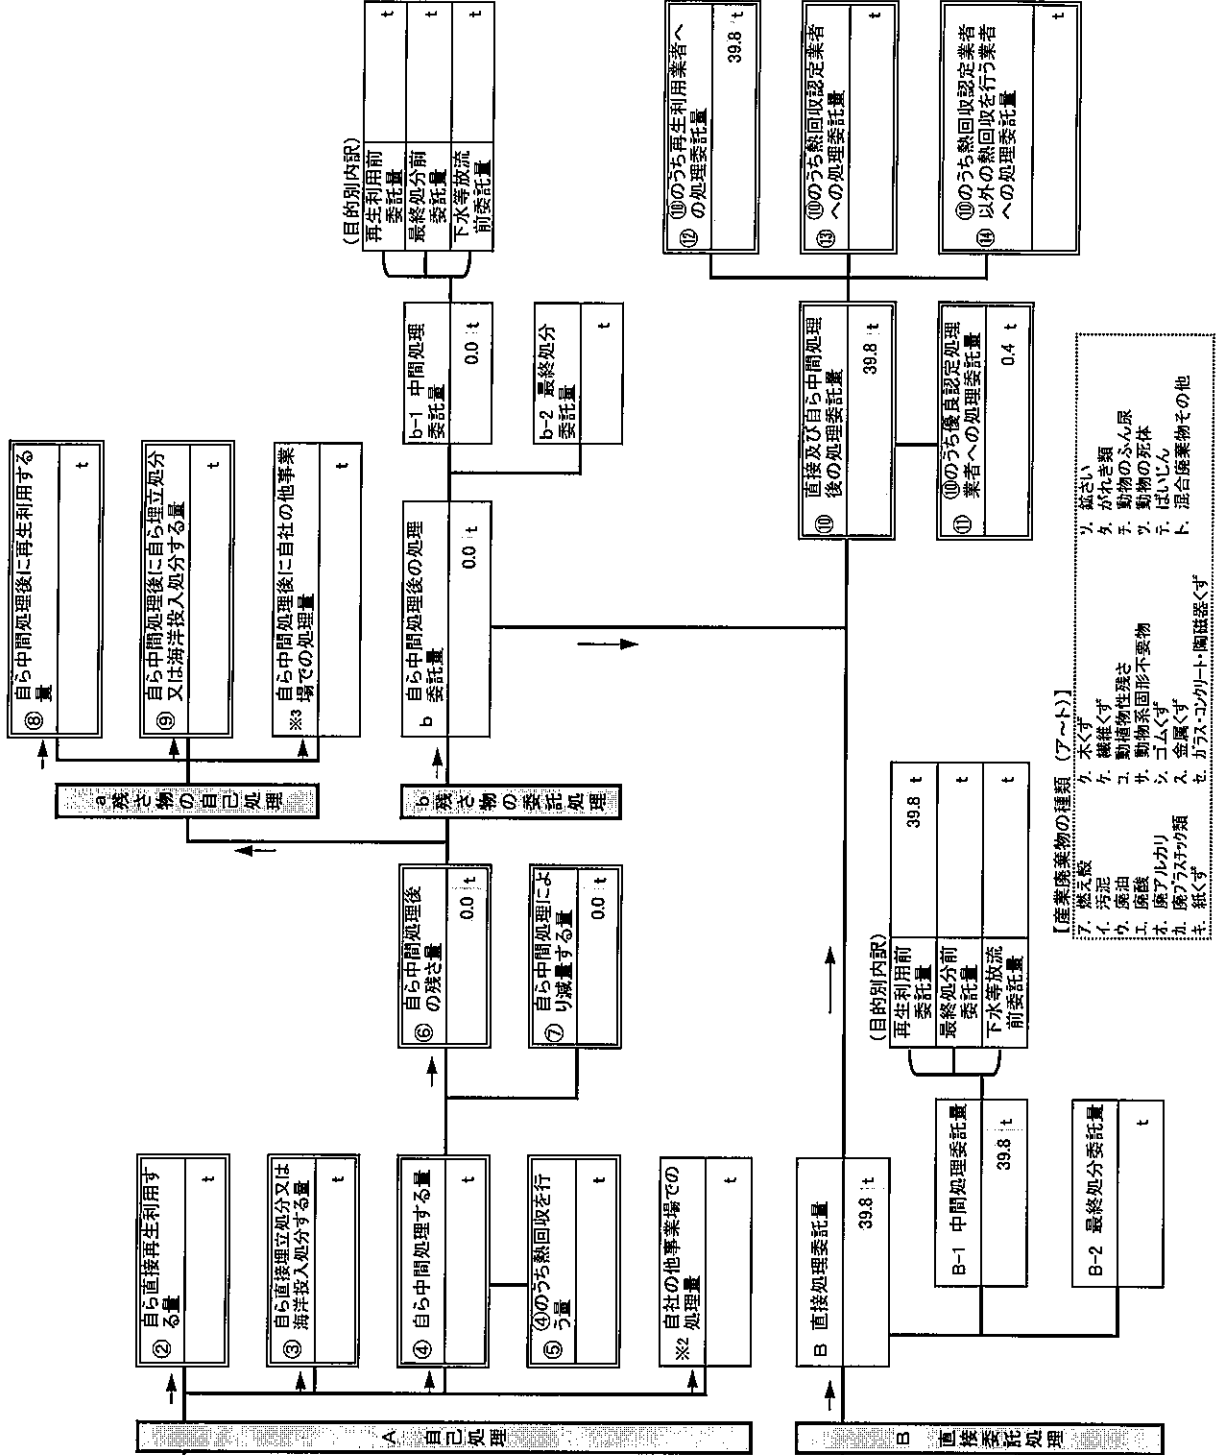 A 自己処理
② 自ら直接再生利用す
る量
t
③ 自ら直接埋立処分又は
海洋投入処分する量
t
④ 自ら中間処理する量
t
⑤ ④のうち熱回収を行
う量
t
※2 自社の他事業場での
処理量
t
⑥ 自ら中間処理後
の残さ量
0.0 t
⑦ 自ら中間処理によ
り減量する量
0.0 t
a 残さ物の自己処理
⑧ 自ら中間処理後に再生利用する
量
t
⑨ 自ら中間処理後に自ら埋立処分
又は海洋投入処分する量
t
※3 自ら中間処理後に自社の他事業
場での処理量
t
b 残さ物の委託処理
b 自ら中間処理後の処理
委託量
0.0 t
b-1 中間処理
委託量
0.0 t
b-2 最終処分
委託量
t
(目的別内訳)
再生利用前
委託量
t
最終処分前
委託量
t
下水等放流
前委託量
t
B 直接委託処理
B 直接処理委託量
39.8 t
B-1 中間処理委託量
39.8 t
B-2 最終処分委託量
t
(目的別内訳)
再生利用前
委託量
39.8 t
最終処分前
委託量
t
下水等放流
前委託量
t
⑩ 直接及び自ら中間処理
後の処理委託量
39.8 t
⑪ ⑩のうち優良認定処理
業者への処理委託量
0.4 t
⑫ ⑩のうち再生利用業者へ
の処理委託量
39.8 t
⑬ ⑩のうち熱回収認定業者
への処理委託量
t
⑭ ⑩のうち熱回収認定業者
以外の熱回収を行う業者
への処理委託量
t
【産業廃棄物の種類(ア~ト)】
ア. 燃え殻
イ. 汚泥
ウ. 廃油
エ. 廃酸
オ. 廃アルカリ
カ. 廃プラスチック類
キ. 紙くず
ク. 木くず
ケ. 繊維くず
コ. 動植物性残さ
サ. 動物系固形不要物
シ. ゴムくず
ス. 金属くず
セ. ガラス・コンクリート・陶磁器くず
ソ. 鉱さい
タ. がれき類
チ. 動物のふん尿
ツ. 動物の死体
テ. ばいじん
ト. 混合廃棄物その他